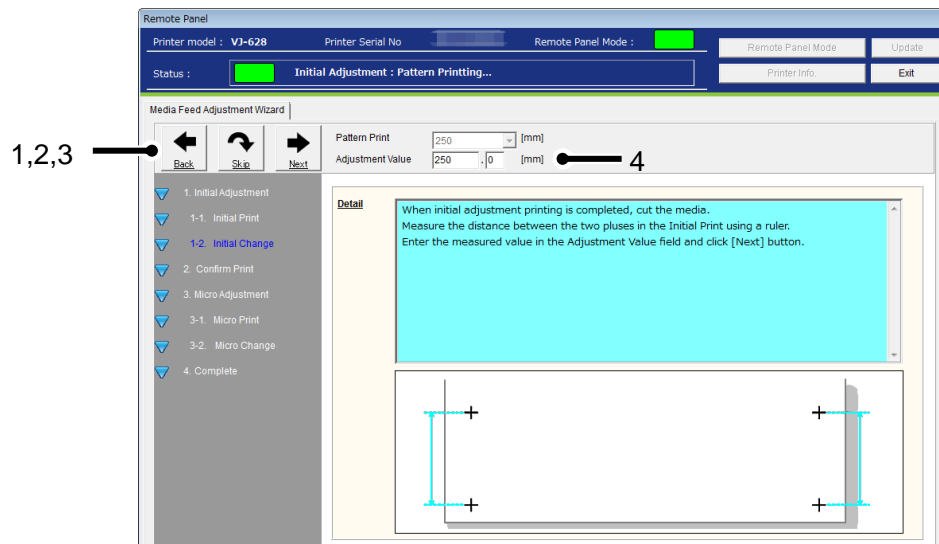 Remote Panel
Printer model : VJ-628 Printer Serial No Remote Panel Mode : Remote Panel Mode Update
Status : Initial Adjustment : Pattern Printting... Printer Info. Exit
Media Feed Adjustment Wizard
Pattern Print 250 [mm]
1,2,3 Back Skip Next Adjustment Value 250 . 0 [mm] 4
1. Initial Adjustment
1-1. Initial Print
1-2. Initial Change
2. Confirm Print
3. Micro Adjustment
3-1. Micro Print
3-2. Micro Change
4. Complete
Detail
When initial adjustment printing is completed, cut the media.
Measure the distance between the two pluses in the Initial Print using a ruler.
Enter the measured value in the Adjustment Value field and click [Next] button.